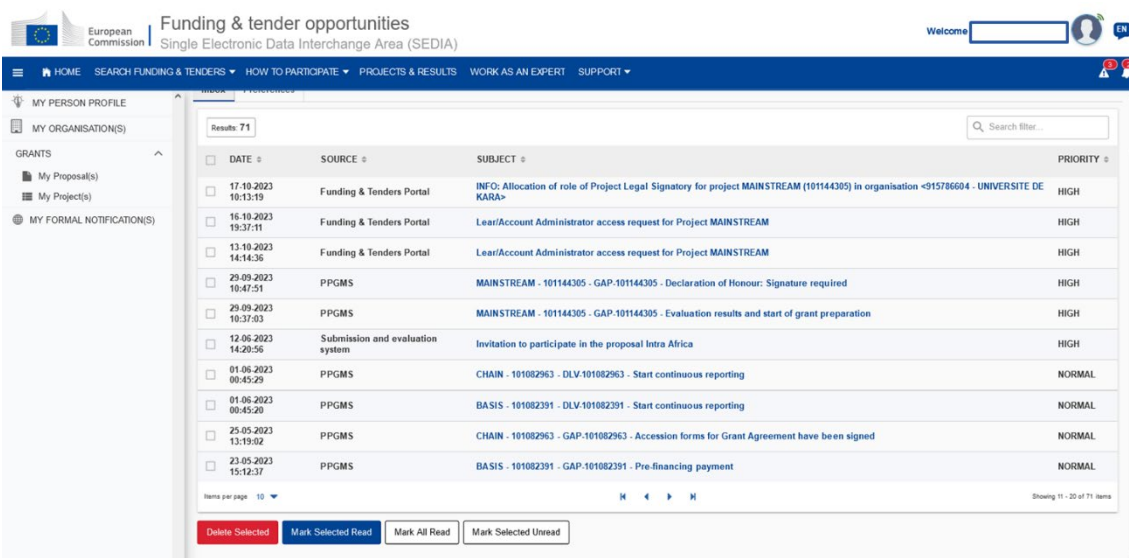 European
Commission
Funding & tender opportunities
Single Electronic Data Interchange Area (SEDIA)
Welcome
EN
HOME SEARCH FUNDING & TENDERS HOW TO PARTICIPATE PROJECTS & RESULTS WORK AS AN EXPERT SUPPORT
3
MY PERSON PROFILE
MY ORGANISATION(S)
GRANTS
My Proposal(s)
My Project(s)
MY FORMAL NOTIFICATION(S)
Inbox Preferences
Results: 71
Search filter...
DATE SOURCE SUBJECT PRIORITY
17-10-2023
10:13:19
Funding & Tenders Portal
INFO: Allocation of role of Project Legal Signatory for project MAINSTREAM (101144305) in organisation <915786604 - UNIVERSITE DE
KARA>
HIGH
16-10-2023
19:37:11
Funding & Tenders Portal
Lear/Account Administrator access request for Project MAINSTREAM
HIGH
13-10-2023
14:14:36
Funding & Tenders Portal
Lear/Account Administrator access request for Project MAINSTREAM
HIGH
29-09-2023
10:47:51
PPGMS
MAINSTREAM - 101144305 - GAP-101144305 - Declaration of Honour: Signature required
HIGH
29-09-2023
10:37:03
PPGMS
MAINSTREAM - 101144305 - GAP-101144305 - Evaluation results and start of grant preparation
HIGH
12-06-2023
14:20:56
Submission and evaluation
system
Invitation to participate in the proposal Intra Africa
HIGH
01-06-2023
00:45:29
PPGMS
CHAIN - 101082963 - DLV-101082963 - Start continuous reporting
NORMAL
01-06-2023
00:45:20
PPGMS
BASIS - 101082391 - DLV-101082391 - Start continuous reporting
NORMAL
25-05-2023
13:19:02
PPGMS
CHAIN - 101082963 - GAP-101082963 - Accession forms for Grant Agreement have been signed
NORMAL
23-05-2023
15:12:37
PPGMS
BASIS - 101082391 - GAP-101082391 - Pre-financing payment
NORMAL
Items per page 10
Showing 11 - 20 of 71 items
Delete Selected Mark Selected Read Mark All Read Mark Selected Unread